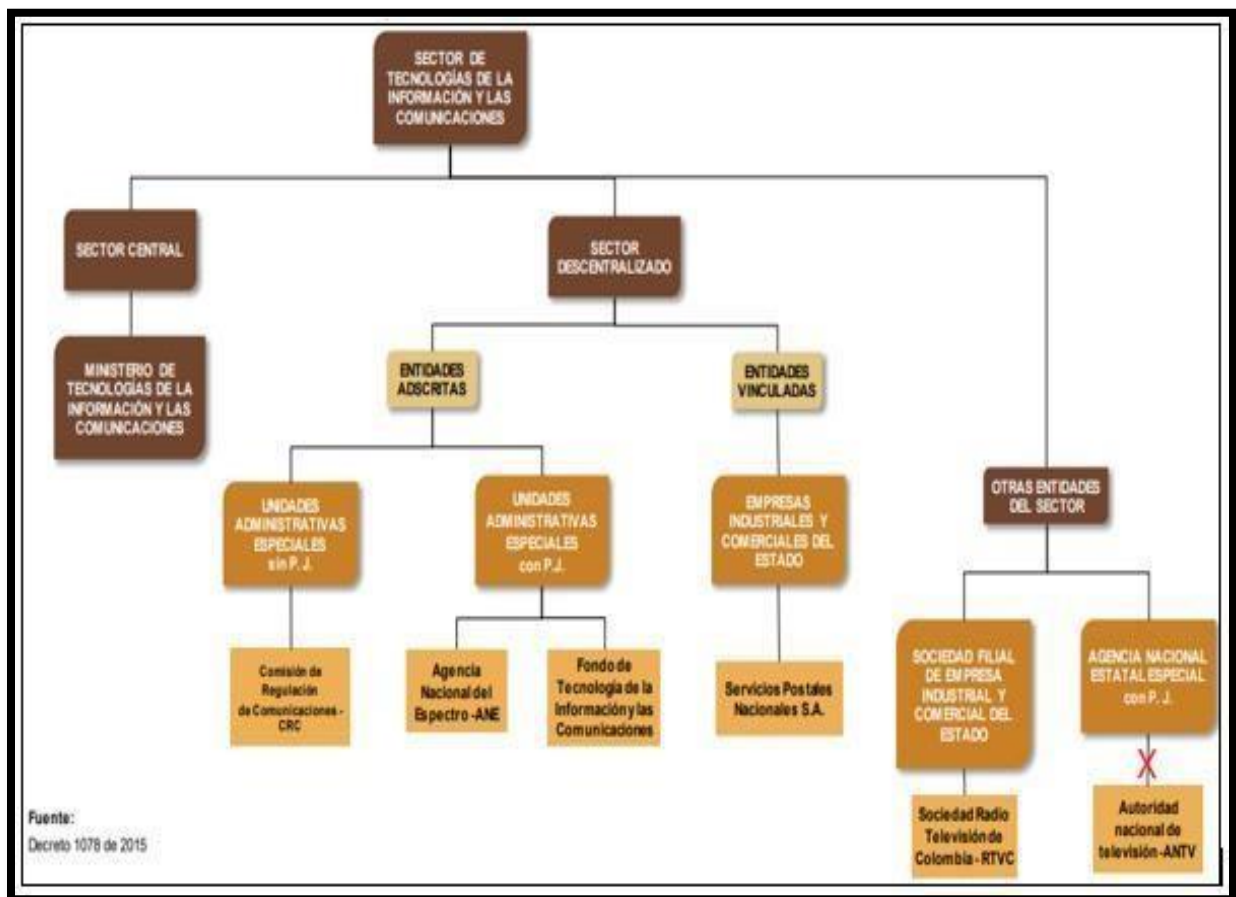 SECTOR DE
TECNOLOGÍAS DE LA
INFORMACIÓN Y LAS
COMUNICACIONES
SECTOR CENTRAL
SECTOR
DESCENTRALIZADO
MINISTERIO DE
TECNOLOGÍAS DE LA
INFORMACIÓN Y LAS
COMUNICACIONES
ENTIDADES
ADSCRITAS
ENTIDADES
VINCULADAS
OTRAS ENTIDADES
DEL SECTOR
UNIDADES
ADMINISTRATIVAS
ESPECIALES
sin P. J.
UNIDADES
ADMINISTRATIVAS
ESPECIALES
con P.J.
EMPRESAS
INDUSTRIALES Y
COMERCIALES DEL
ESTADO
SOCIEDAD FILIAL
DE EMPRESA
INDUSTRIAL Y
COMERCIAL DEL
ESTADO
AGENCIA NACIONAL
ESTATAL ESPECIAL
con P. J.
X
Comisión de
Regulación
de Comunicaciones -
CRC
Agencia
Nacional del
Espectro -ANE
Fondo de
Tecnología de la
Información y las
Comunicaciones
Servicios Postales
Nacionales S.A.
Sociedad Radio
Televisión de
Colombia - RTVC
Autoridad
nacional de
televisión -ANTV
Fuente:
Decreto 1078 de 2015